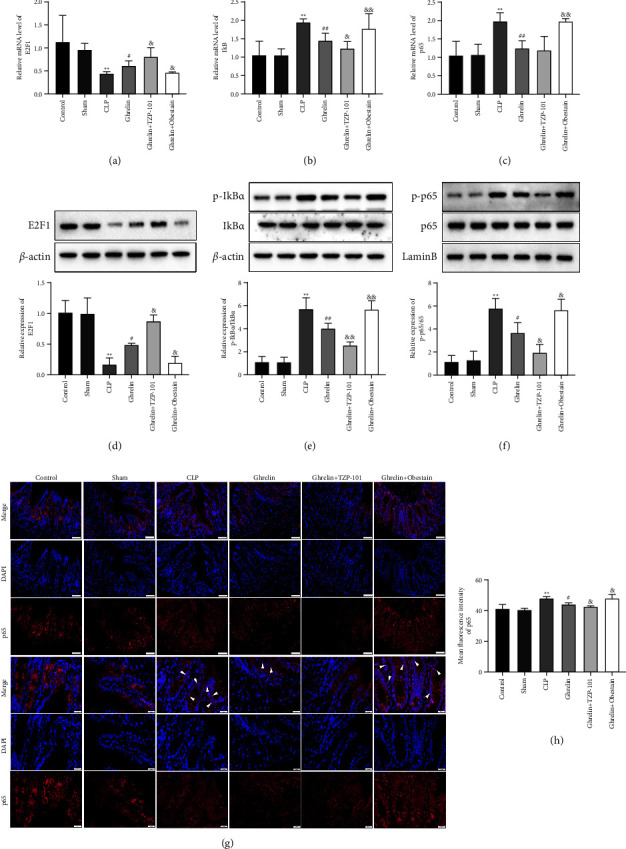 Relative mRNA level of
E2F1
1.5
1.0
0.5
0.0
** # & &
Control Sham CLP Ghrelin Ghrelin+TZP-101 Ghrelin+Obestain
(a)
Relative mRNA level of
IkB
2.5
2.0
1.5
1.0
0.5
0.0
** ## & &&
Control Sham CLP Ghrelin Ghrelin+TZP-101 Ghrelin+Obestain
(b)
Relative mRNA level of
p65
2.5
2.0
1.5
1.0
0.5
0.0
** ## &&
Control Sham CLP Ghrelin Ghrelin+TZP-101 Ghrelin+Obestain
(c)
E2F1
β-actin
Relative expression of
E2F1
1.5
1.0
0.5
0.0
** # & &
Control Sham CLP Ghrelin Ghrelin+TZP-101 Ghrelin+Obestain
(d)
p-IkBα
IkBα
β-actin
Relative expression of
p-IkBα/IkBα
8
6
4
2
0
** ## && &&
Control Sham CLP Ghrelin Ghrelin+TZP-101 Ghrelin+Obestain
(e)
p-p65
p65
LaminB
Relative expression of
p-p65/65
8
6
4
2
0
** # & &
Control Sham CLP Ghrelin Ghrelin+TZP-101 Ghrelin+Obestain
(f)
Control Sham CLP Ghrelin Ghrelin+TZP-101 Ghrelin+Obestain
Merge
DAPI
p65
Merge
DAPI
p65
(g)
Mean fluorescence intensity
of p65
60
40
20
0
** # & &
Control Sham CLP Ghrelin Ghrelin+TZP-101 Ghrelin+Obestain
(h)